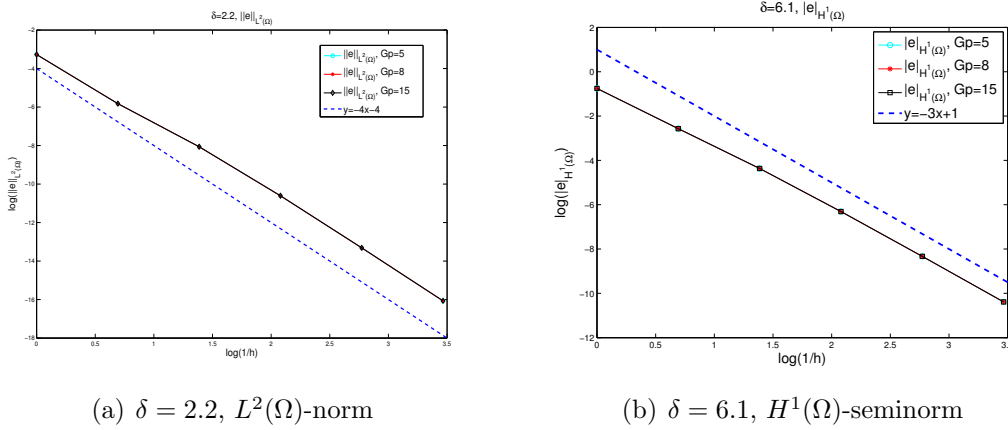 δ=2.2, ||e||L²(Ω)
-2
-4
-6
-8
-10
-12
-14
-16
-18
0
0.5
1
1.5
2
2.5
3
3.5
log(1/h)
log(||e||L²(Ω))
||e||L²(Ω), Gp=5
||e||L²(Ω), Gp=8
||e||L²(Ω), Gp=15
y=−4x−4
(a) δ = 2.2, L²(Ω)-norm
δ=6.1, |e|H¹(Ω)
4
2
0
−2
−4
−6
−8
−10
−12
0
0.5
1
1.5
2
2.5
3
3.5
log(1/h)
log(|e|H¹(Ω))
|e|H¹(Ω), Gp=5
|e|H¹(Ω), Gp=8
|e|H¹(Ω), Gp=15
y=−3x+1
(b) δ = 6.1, H¹(Ω)-seminorm